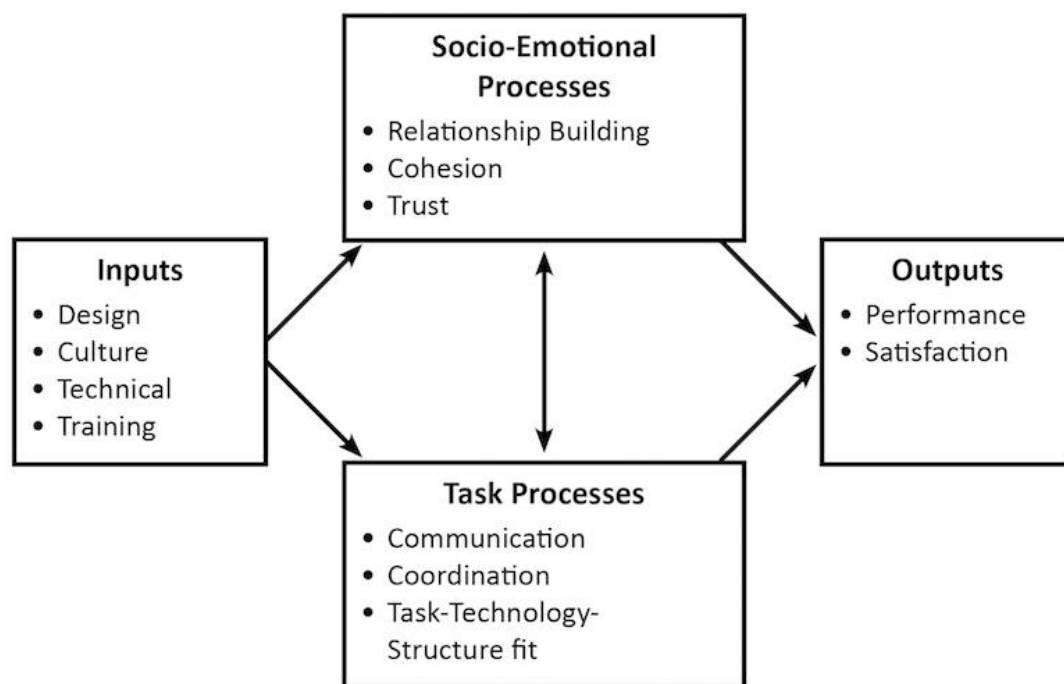 Socio-Emotional
Processes
• Relationship Building
• Cohesion
• Trust
Inputs
• Design
• Culture
• Technical
• Training
Outputs
• Performance
• Satisfaction
Task Processes
• Communication
• Coordination
• Task-Technology-
Structure fit